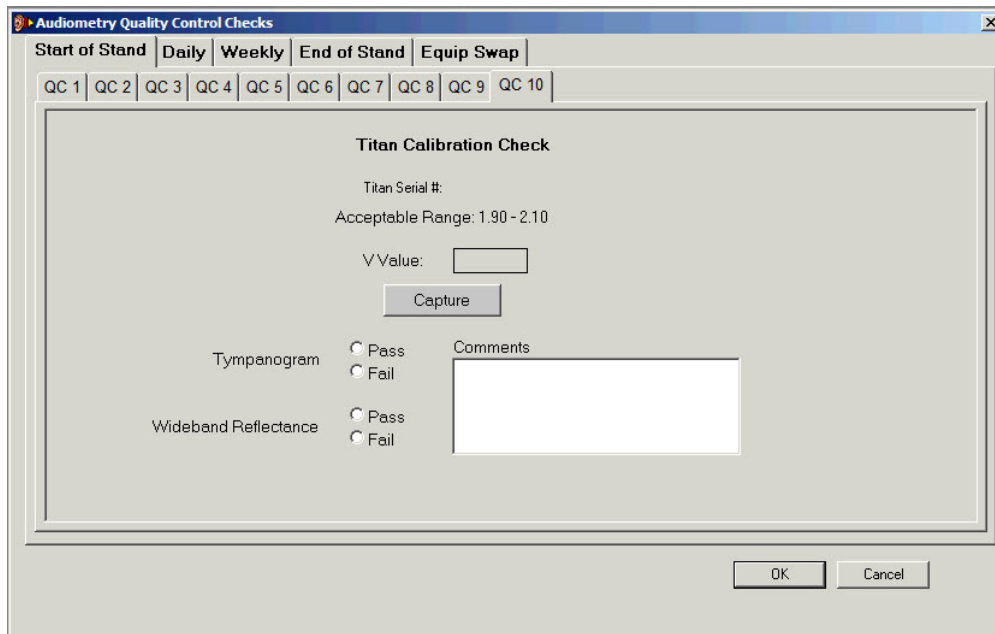 Audiometry Quality Control Checks
Start of Stand Daily Weekly End of Stand Equip Swap
QC 1 QC 2 QC 3 QC 4 QC 5 QC 6 QC 7 QC 8 QC 9 QC 10
Titan Calibration Check
Titan Serial #:
Acceptable Range: 1.90 - 2.10
V Value:
Capture
Tympanogram
Pass
Fail
Comments
Wideband Reflectance
Pass
Fail
OK Cancel